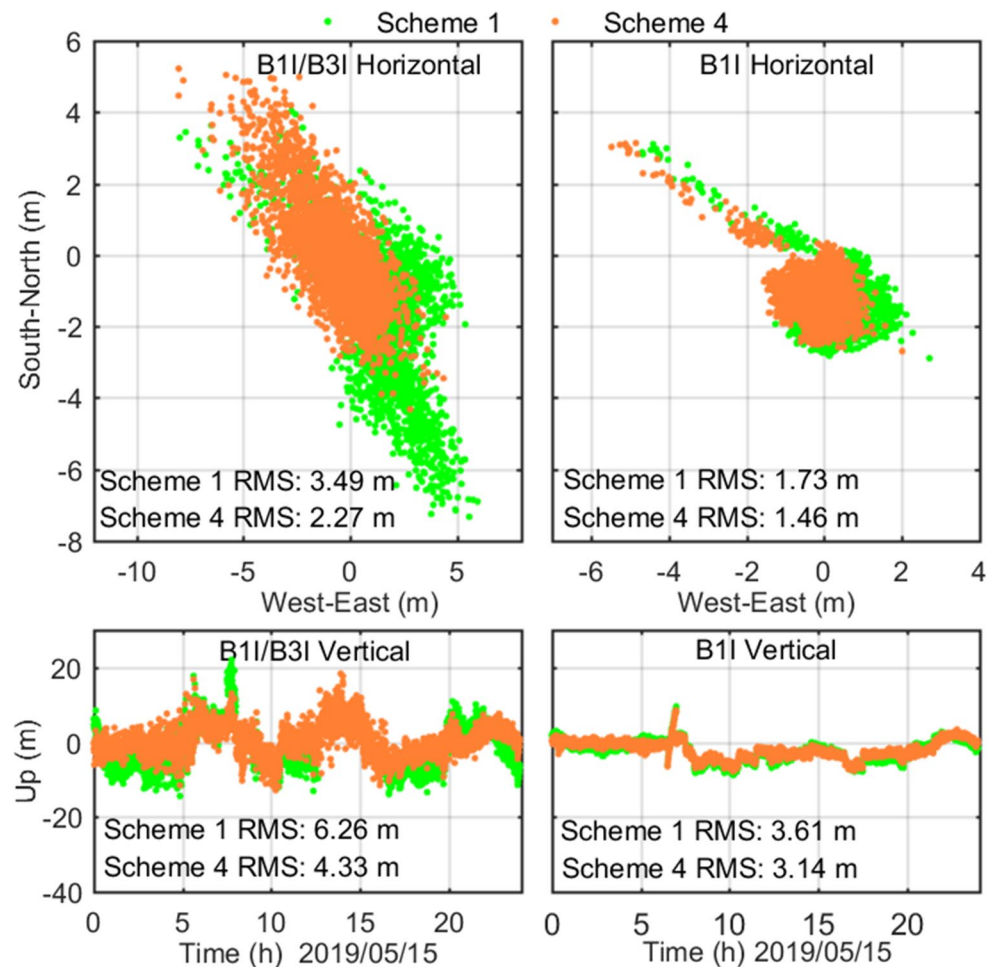 Scheme 1 Scheme 4
B1I/B3I Horizontal
B1I Horizontal
South-North (m)
6
4
2
0
-2
-4
-6
-8
Scheme 1 RMS: 3.49 m
Scheme 4 RMS: 2.27 m
Scheme 1 RMS: 1.73 m
Scheme 4 RMS: 1.46 m
-10 -5 0 5
West-East (m)
-6 -4 -2 0 2 4
West-East (m)
B1I/B3I Vertical
B1I Vertical
Up (m)
20
0
-20
-40
Scheme 1 RMS: 6.26 m
Scheme 4 RMS: 4.33 m
Scheme 1 RMS: 3.61 m
Scheme 4 RMS: 3.14 m
0 5 10 15 20
Time (h) 2019/05/15
0 5 10 15 20
Time (h) 2019/05/15